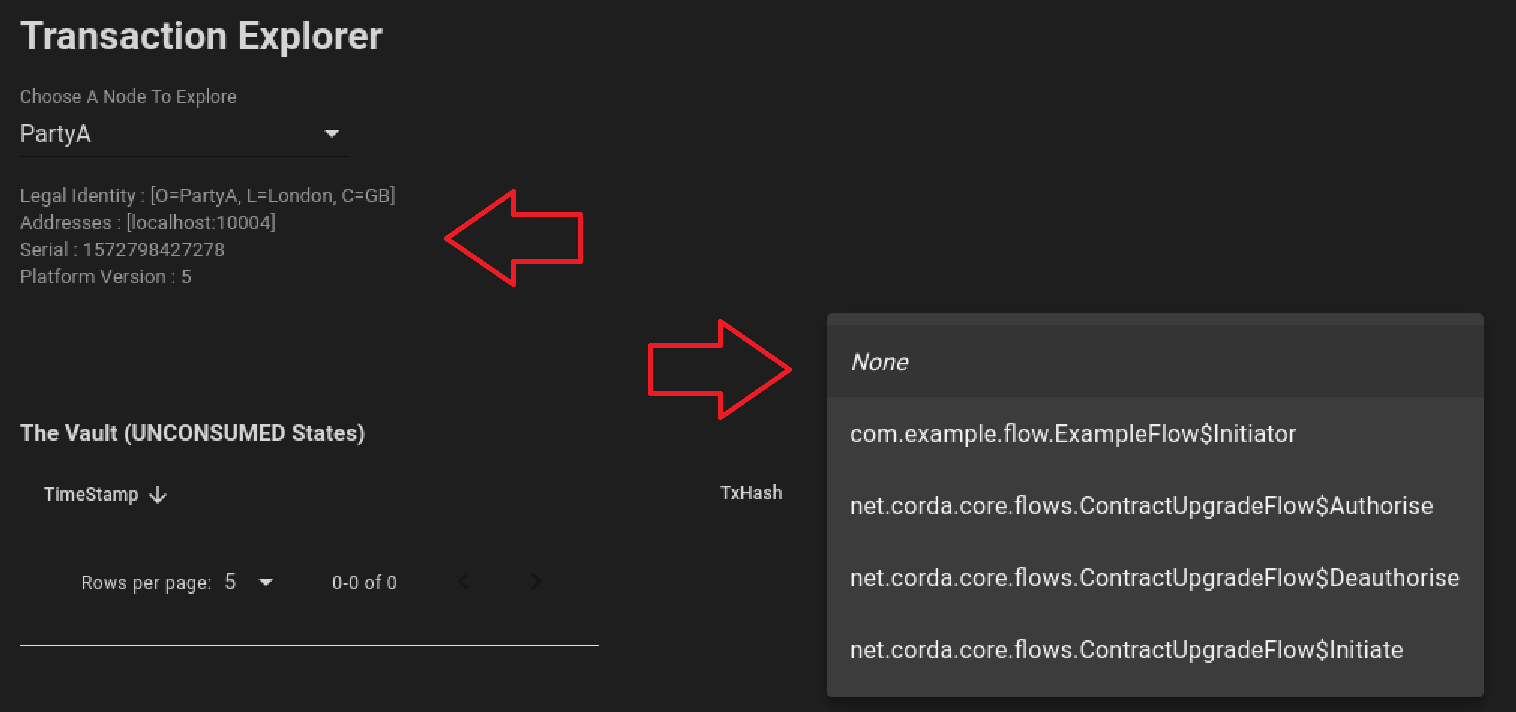 Transaction Explorer
Choose A Node To Explore
PartyA
Legal Identity : [O=PartyA, L=London, C=GB]
Addresses : [localhost:10004]
Serial : 1572798427278
Platform Version : 5
None
The Vault (UNCONSUMED States)
com.example.flow.ExampleFlow$Initiator
TimeStamp
TxHash
net.corda.core.flows.ContractUpgradeFlow$Authorise
net.corda.core.flows.ContractUpgradeFlow$Deauthorise
Rows per page: 5 0-0 of 0
net.corda.core.flows.ContractUpgradeFlow$Initiate